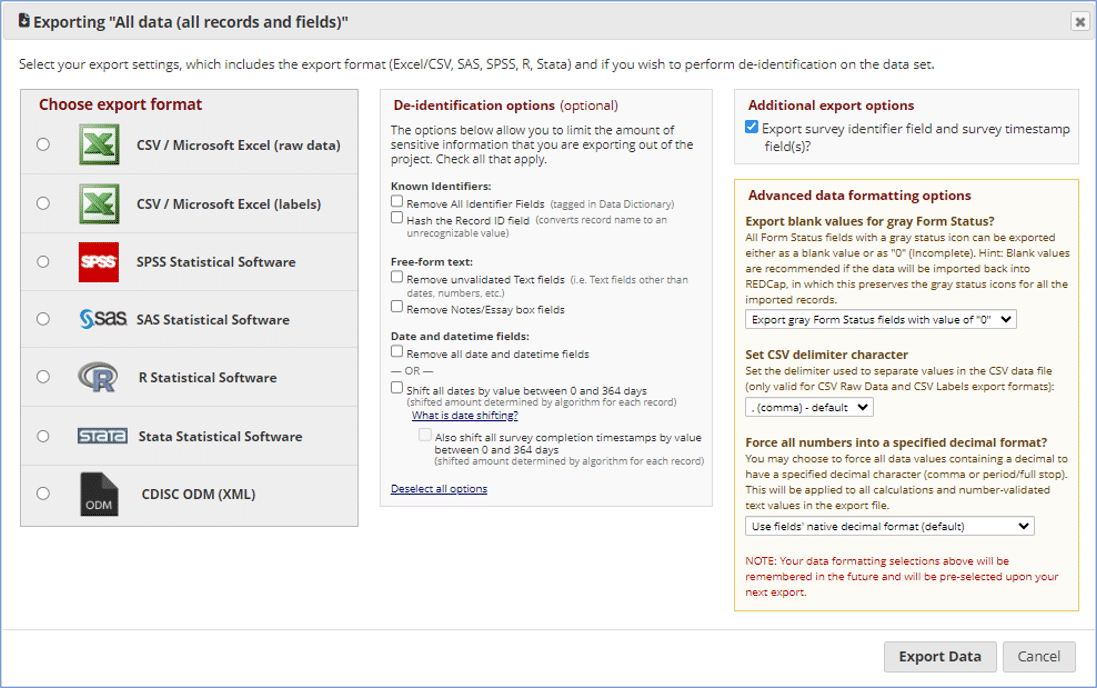 Exporting "All data (all records and fields)"
Select your export settings, which includes the export format (Excel/CSV, SAS, SPSS, R, Stata) and if you wish to perform de-identification on the data set.
Choose export format
CSV / Microsoft Excel (raw data)
CSV / Microsoft Excel (labels)
SPSS
SPSS Statistical Software
sas
SAS Statistical Software
R
R Statistical Software
STATA
Stata Statistical Software
ODM
CDISC ODM (XML)
De-identification options (optional)
The options below allow you to limit the amount of
sensitive information that you are exporting out of the
project. Check all that apply.
Known Identifiers:
Remove All Identifier Fields (tagged in Data Dictionary)
Hash the Record ID field (converts record name to an
unrecognizable value)
Free-form text:
Remove unvalidated Text fields (i.e. Text fields other than
dates, numbers, etc.)
Remove Notes/Essay box fields
Date and datetime fields:
Remove all date and datetime fields
— OR —
Shift all dates by value between 0 and 364 days
(shifted amount determined by algorithm for each record)
What is date shifting?
Also shift all survey completion timestamps by value
between 0 and 364 days
(shifted amount determined by algorithm for each record)
Deselect all options
Additional export options
Export survey identifier field and survey timestamp
field(s)?
Advanced data formatting options
Export blank values for gray Form Status?
All Form Status fields with a gray status icon can be exported
either as a blank value or as "0" (Incomplete). Hint: Blank values
are recommended if the data will be imported back into
REDCap, in which this preserves the gray status icons for all the
imported records.
Export gray Form Status fields with value of "0"
Set CSV delimiter character
Set the delimiter used to separate values in the CSV data file
(only valid for CSV Raw Data and CSV Labels export formats):
, (comma) - default
Force all numbers into a specified decimal format?
You may choose to force all data values containing a decimal to
have a specified decimal character (comma or period/full stop).
This will be applied to all calculations and number-validated
text values in the export file.
Use fields' native decimal format (default)
NOTE: Your data formatting selections above will be
remembered in the future and will be pre-selected upon your
next export.
Export Data
Cancel